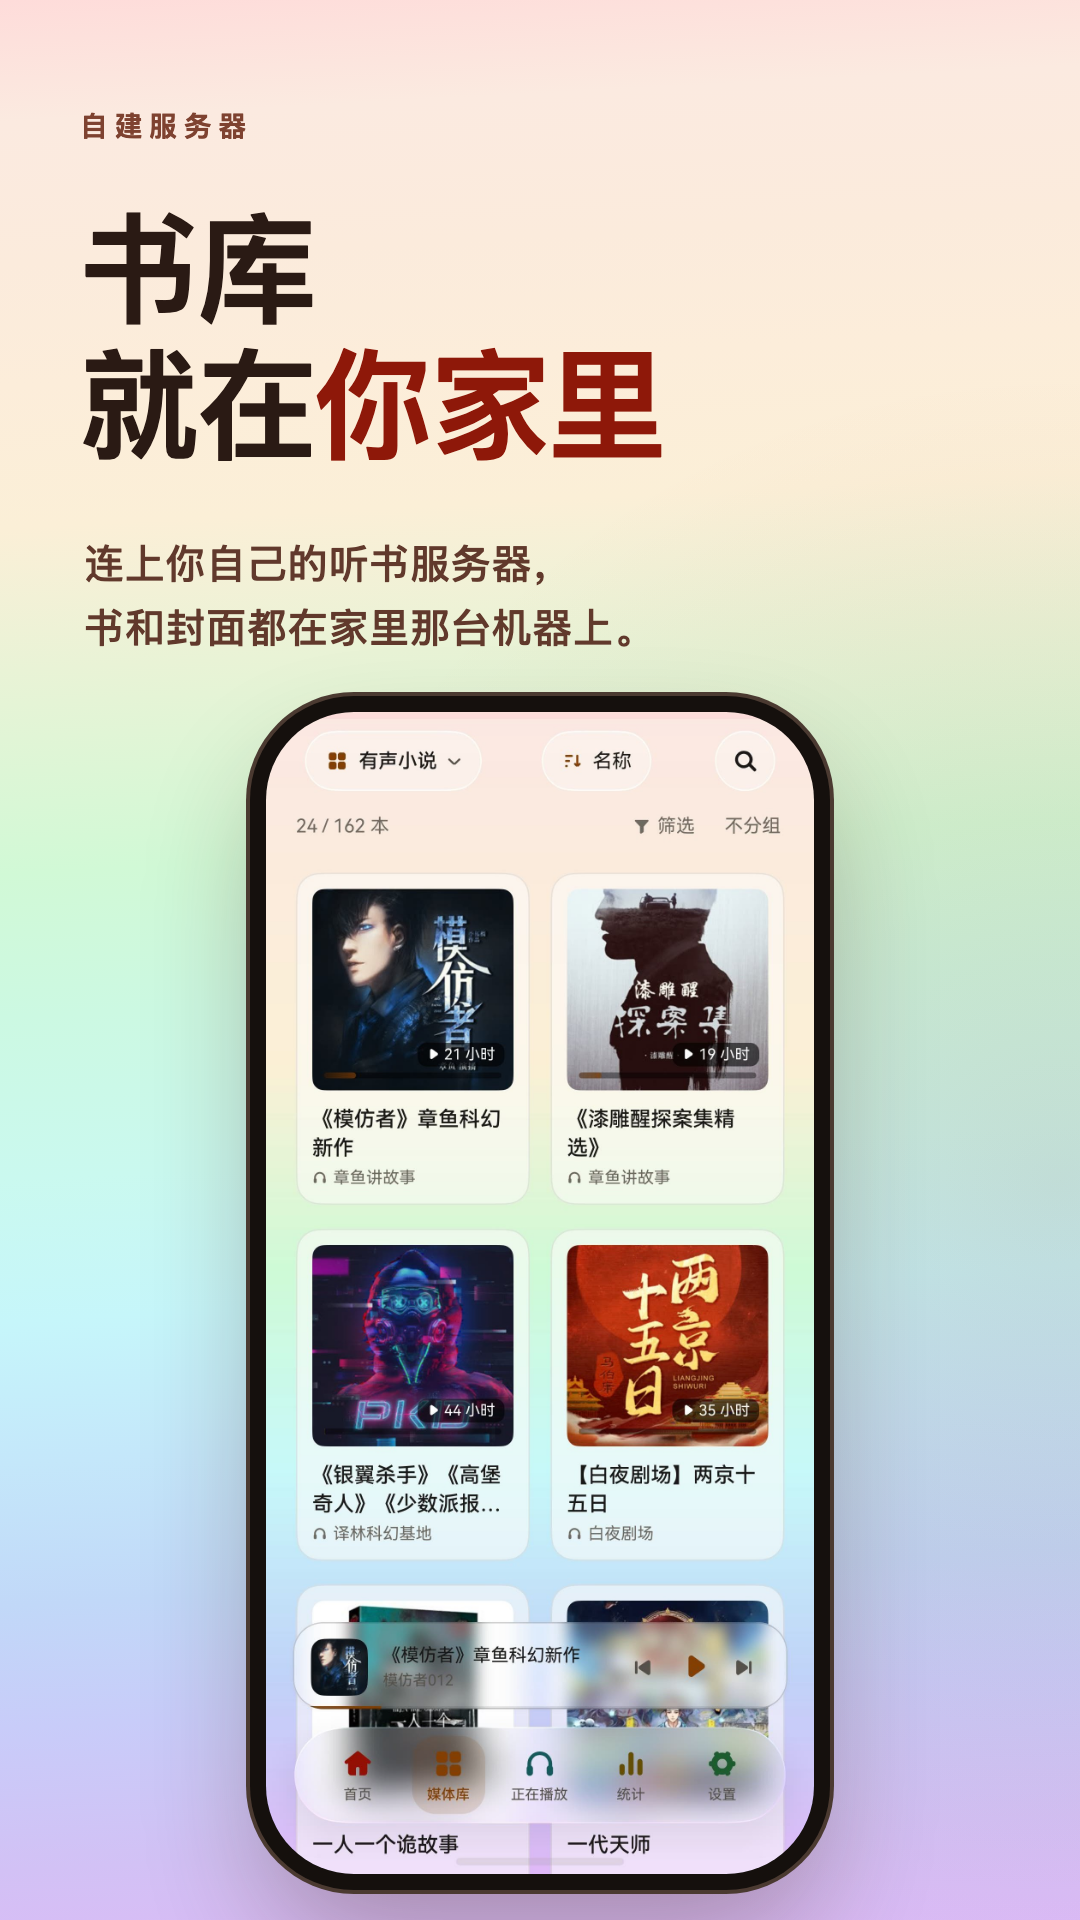 自建服务器
书库
就在你家里
连上你自己的听书服务器，
书和封面都在家里那台机器上。
有声小说
名称
24 / 162 本
筛选
不分组
模仿者
21 小时
漆雕醒
探案集
19 小时
《模仿者》章鱼科幻
新作
章鱼讲故事
《漆雕醒探案集精
选》
章鱼讲故事
44 小时
两京
十五日
马伯庸
LIANGJING
SHIWURI
35 小时
《银翼杀手》《高堡
奇人》《少数派报...
译林科幻基地
【白夜剧场】两京十
五日
白夜剧场
《模仿者》章鱼科幻新作
模仿者012
首页
媒体库
正在播放
统计
设置
一人一个诡故事
一代天师